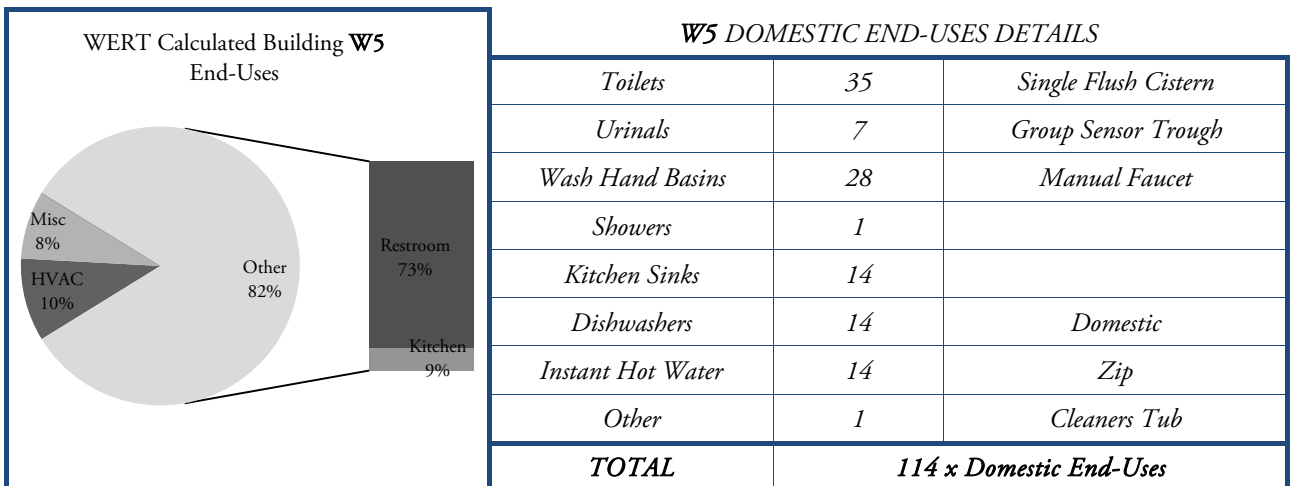 WERT Calculated Building W5
End-Uses
Misc
8%
HVAC
10%
Other
82%
Restroom
73%
Kitchen
9%
W5 DOMESTIC END-USES DETAILS
Toilets 35 Single Flush Cistern
Urinals 7 Group Sensor Trough
Wash Hand Basins 28 Manual Faucet
Showers 1
Kitchen Sinks 14
Dishwashers 14 Domestic
Instant Hot Water 14 Zip
Other 1 Cleaners Tub
TOTAL 114 x Domestic End-Uses